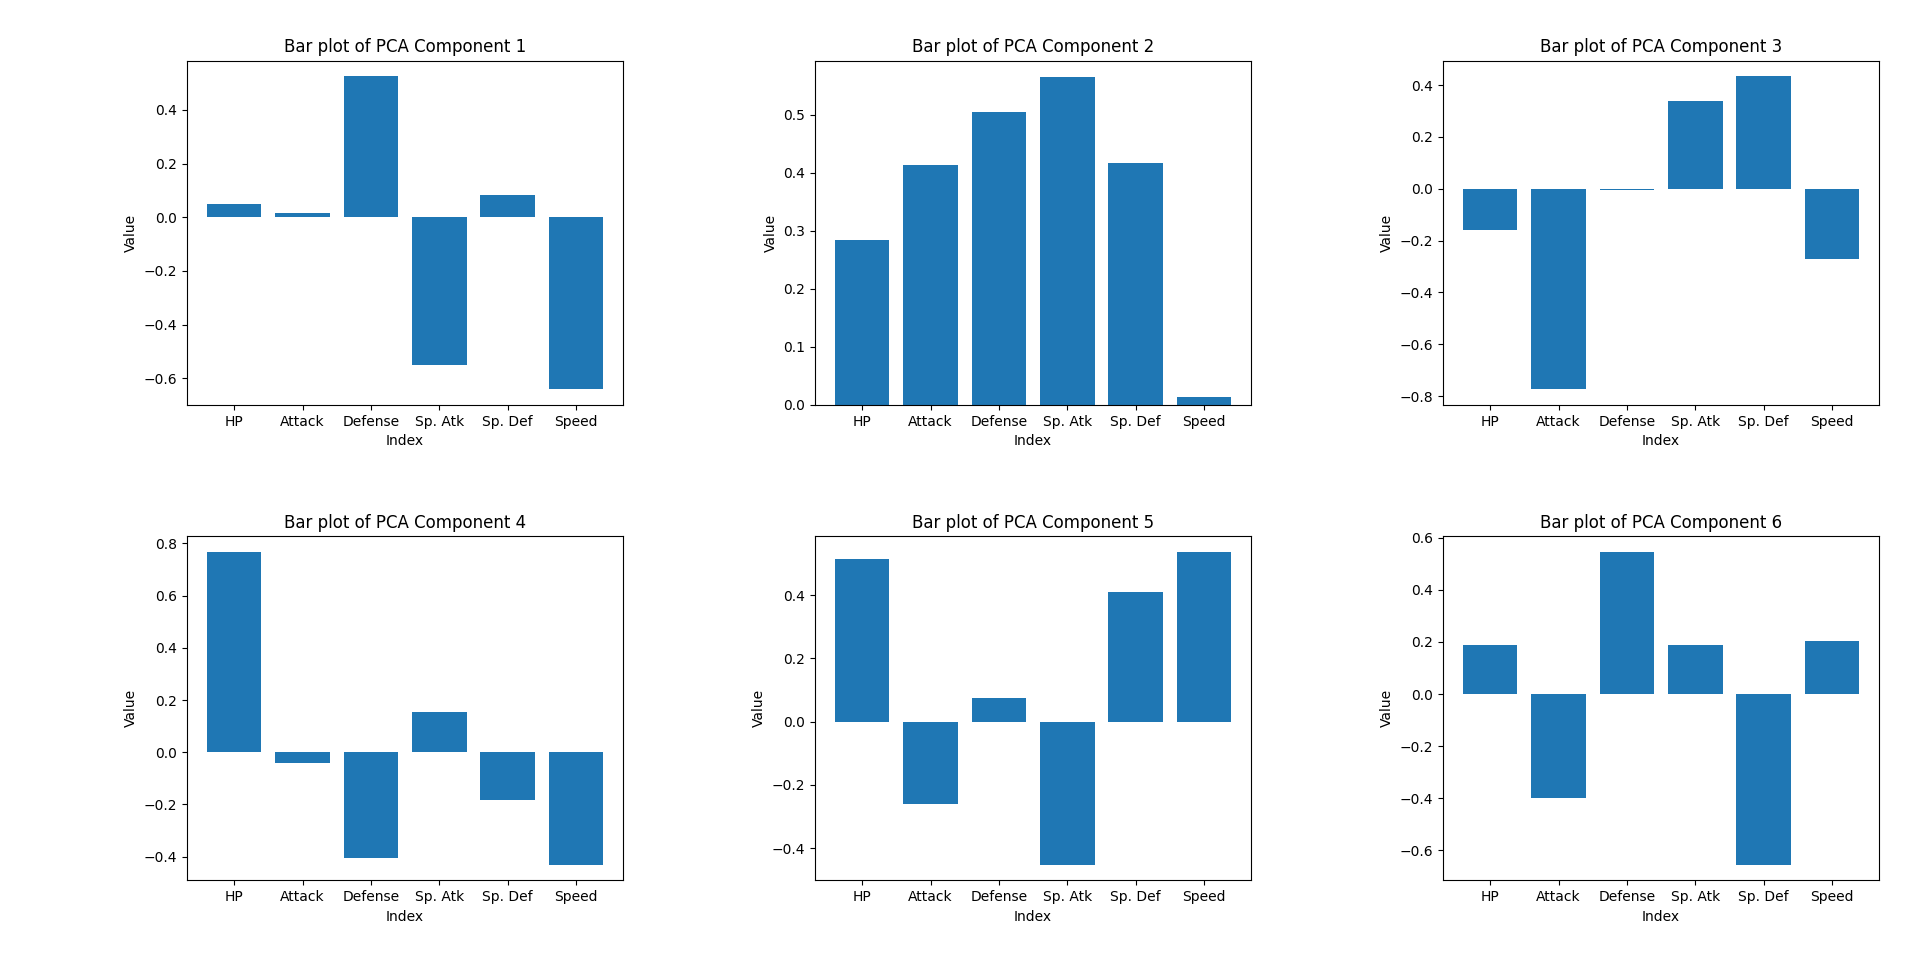 Bar plot of PCA Component 1
0.4
0.2
0.0
−0.2
−0.4
−0.6
Value
HP Attack Defense Sp. Atk Sp. Def Speed
Index
Bar plot of PCA Component 2
0.5
0.4
0.3
0.2
0.1
0.0
Value
HP Attack Defense Sp. Atk Sp. Def Speed
Index
Bar plot of PCA Component 3
0.4
0.2
0.0
−0.2
−0.4
−0.6
−0.8
Value
HP Attack Defense Sp. Atk Sp. Def Speed
Index
Bar plot of PCA Component 4
0.8
0.6
0.4
0.2
0.0
−0.2
−0.4
Value
HP Attack Defense Sp. Atk Sp. Def Speed
Index
Bar plot of PCA Component 5
0.4
0.2
0.0
−0.2
−0.4
Value
HP Attack Defense Sp. Atk Sp. Def Speed
Index
Bar plot of PCA Component 6
0.6
0.4
0.2
0.0
−0.2
−0.4
−0.6
Value
HP Attack Defense Sp. Atk Sp. Def Speed
Index